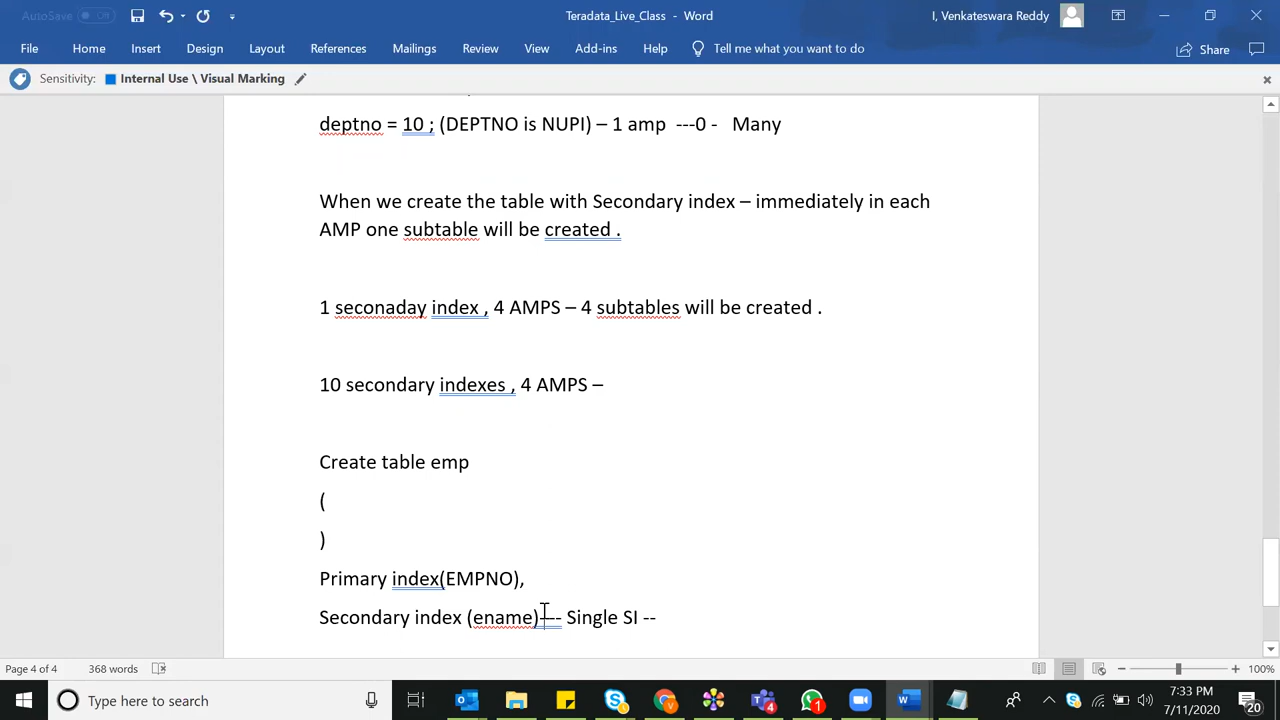 AutoSave Off
Teradata_Live_Class - Word
I, Venkateswara Reddy
File Home Insert Design Layout References Mailings Review View Add-ins Help Tell me what you want to do Share
Sensitivity: Internal Use \ Visual Marking
deptno = 10 ; (DEPTNO is NUPI) – 1 amp ---0 - Many
When we create the table with Secondary index – immediately in each
AMP one subtable will be created .
1 seconaday index , 4 AMPS – 4 subtables will be created .
10 secondary indexes , 4 AMPS –
Create table emp
(
)
Primary index(EMPNO),
Secondary index (ename)--- Single SI --
Page 4 of 4 368 words 100%
Type here to search
1
4
7:33 PM
7/11/2020
20